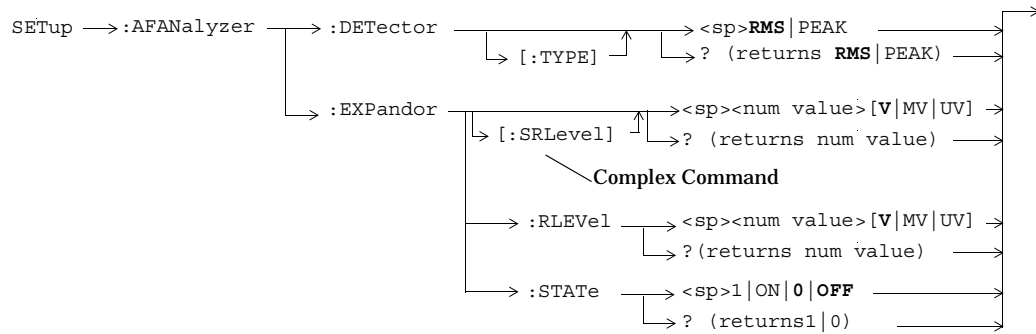 SETup :AFANalyzer :DETector <sp>RMS|PEAK
[:TYPE] ? (returns RMS|PEAK)
:EXPandor <sp><num value>[V|MV|UV]
[:SRLevel] ? (returns num value)
Complex Command
:RLEVel <sp><num value>[V|MV|UV]
?(returns num value)
:STATe <sp>1|ON|0|OFF
? (returns1|0)